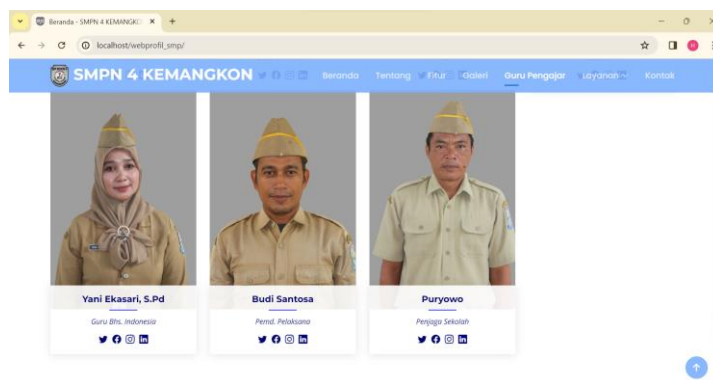 Beranda - SMPN 4 KEMANGKO
localhost/webprofil_smp/
SMPN 4 KEMANGKON Beranda Tentang Fitur Galeri Guru Pengajar Layanan Kontak
Yani Ekasari, S.Pd
Guru Bhs. Indonesia
Budi Santosa
Pemd. Pelaksana
Puryowo
Penjaga Sekolah